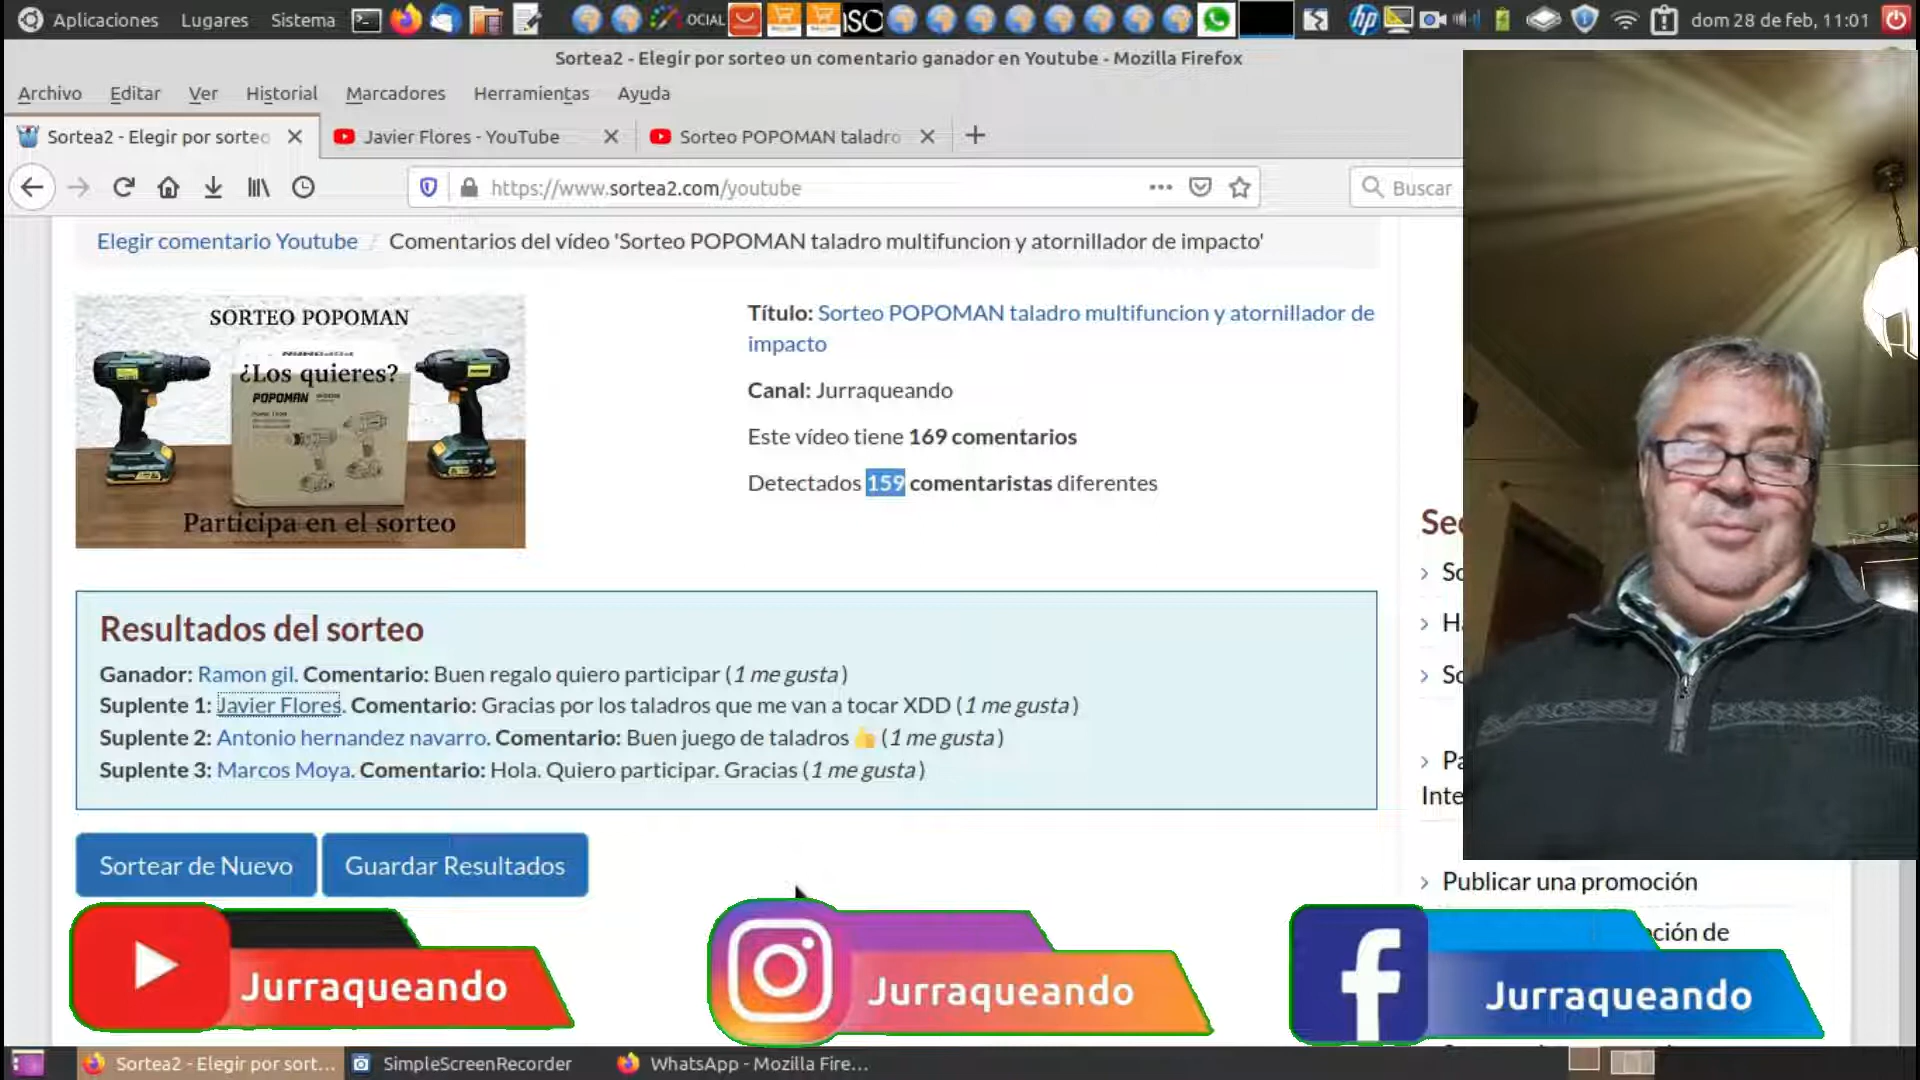 Aplicaciones Lugares Sistema
OCIAL
ISO
hp
dom 28 de feb, 11:01
Sortea2 - Elegir por sorteo un comentario ganador en Youtube - Mozilla Firefox
Archivo Editar Ver Historial Marcadores Herramientas Ayuda
Sortea2 - Elegir por sorteo
Javier Flores - YouTube
Sorteo POPOMAN taladro
https://www.sortea2.com/youtube
Buscar
Elegir comentario Youtube / Comentarios del vídeo 'Sorteo POPOMAN taladro multifuncion y atornillador de impacto'
SORTEO POPOMAN
¿Los quieres?
POPOMAN
Participa en el sorteo
Título: Sorteo POPOMAN taladro multifuncion y atornillador de
impacto
Canal: Jurraqueando
Este vídeo tiene 169 comentarios
Detectados 159 comentaristas diferentes
Resultados del sorteo
Ganador: Ramon gil. Comentario: Buen regalo quiero participar (1 me gusta)
Suplente 1: Javier Flores. Comentario: Gracias por los taladros que me van a tocar XDD (1 me gusta)
Suplente 2: Antonio hernandez navarro. Comentario: Buen juego de taladros 👍 (1 me gusta)
Suplente 3: Marcos Moya. Comentario: Hola. Quiero participar. Gracias (1 me gusta)
Sortear de Nuevo
Guardar Resultados
Publicar una promoción
Jurraqueando
Jurraqueando
Jurraqueando
Sortea2 - Elegir por sort...
SimpleScreenRecorder
WhatsApp - Mozilla Fire...